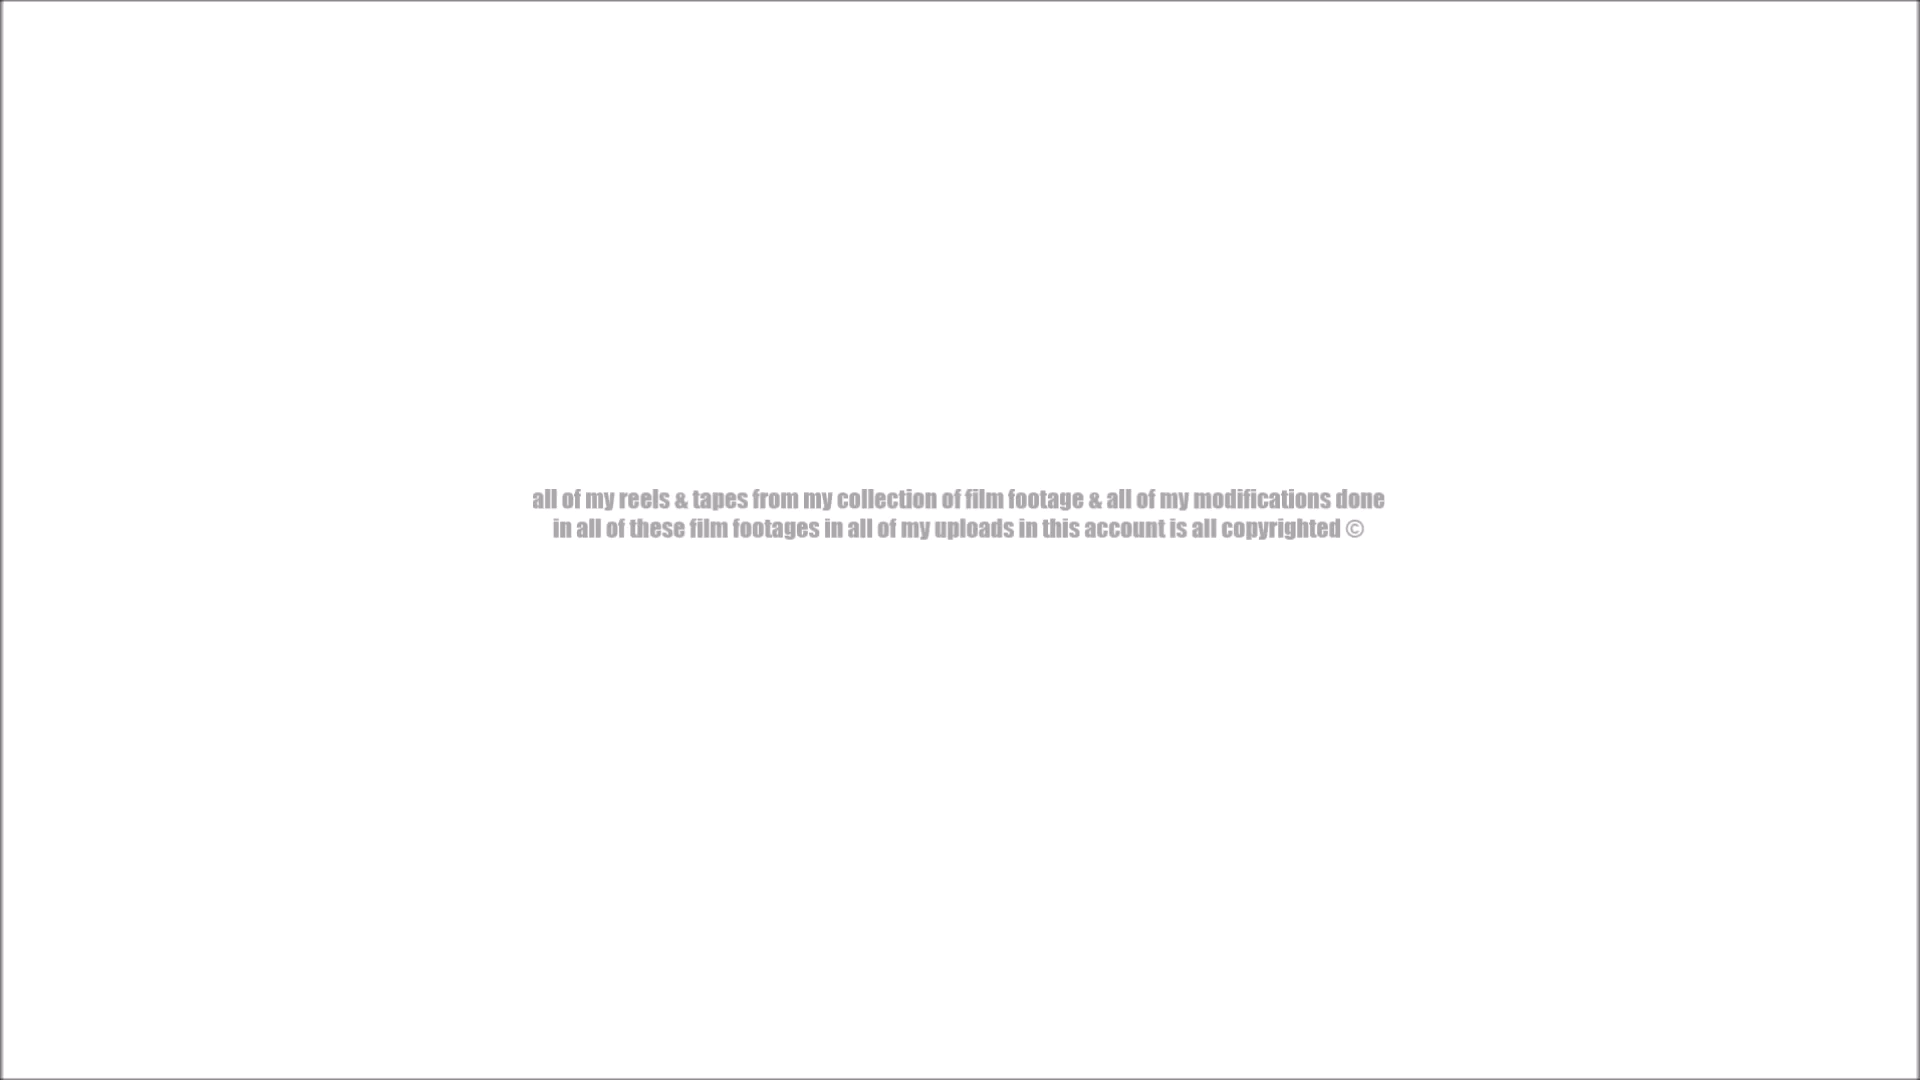 all of my reels & tapes from my collection of film footage & all of my modifications done
in all of these film footages in all of my uploads in this account is all copyrighted ©